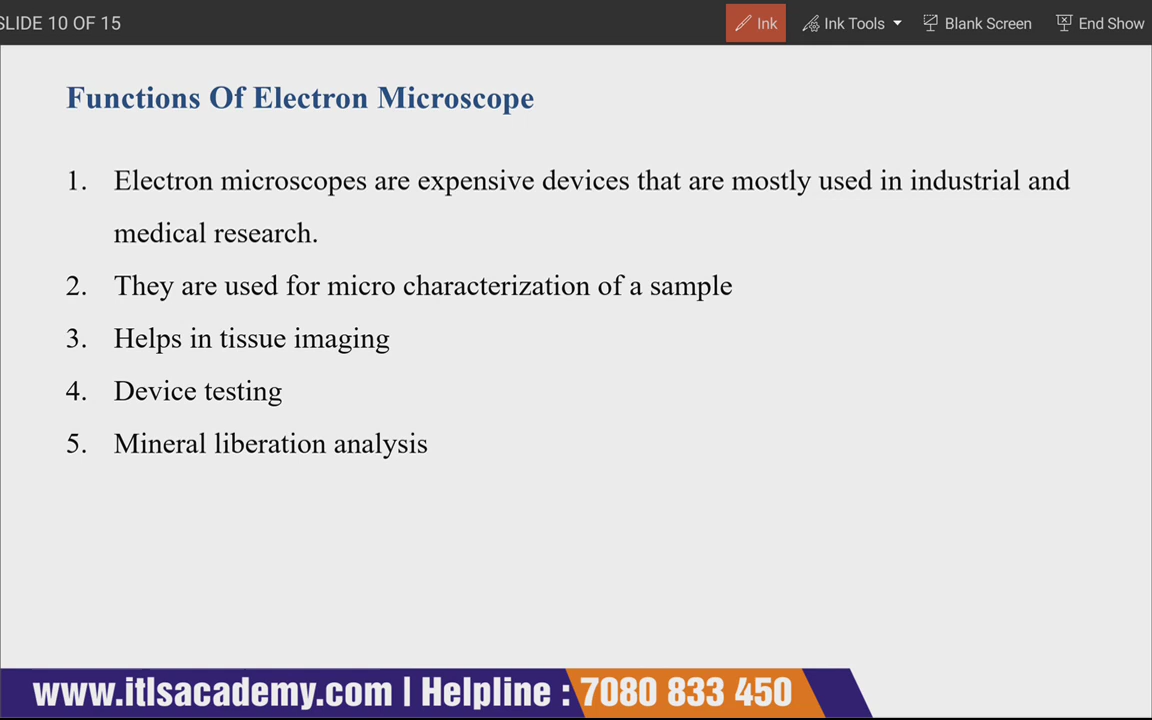 SLIDE 10 OF 15
Ink
Ink Tools
Blank Screen
End Show
Functions Of Electron Microscope
1. Electron microscopes are expensive devices that are mostly used in industrial and
medical research.
2. They are used for micro characterization of a sample
3. Helps in tissue imaging
4. Device testing
5. Mineral liberation analysis
www.itlsacademy.com | Helpline : 7080 833 450